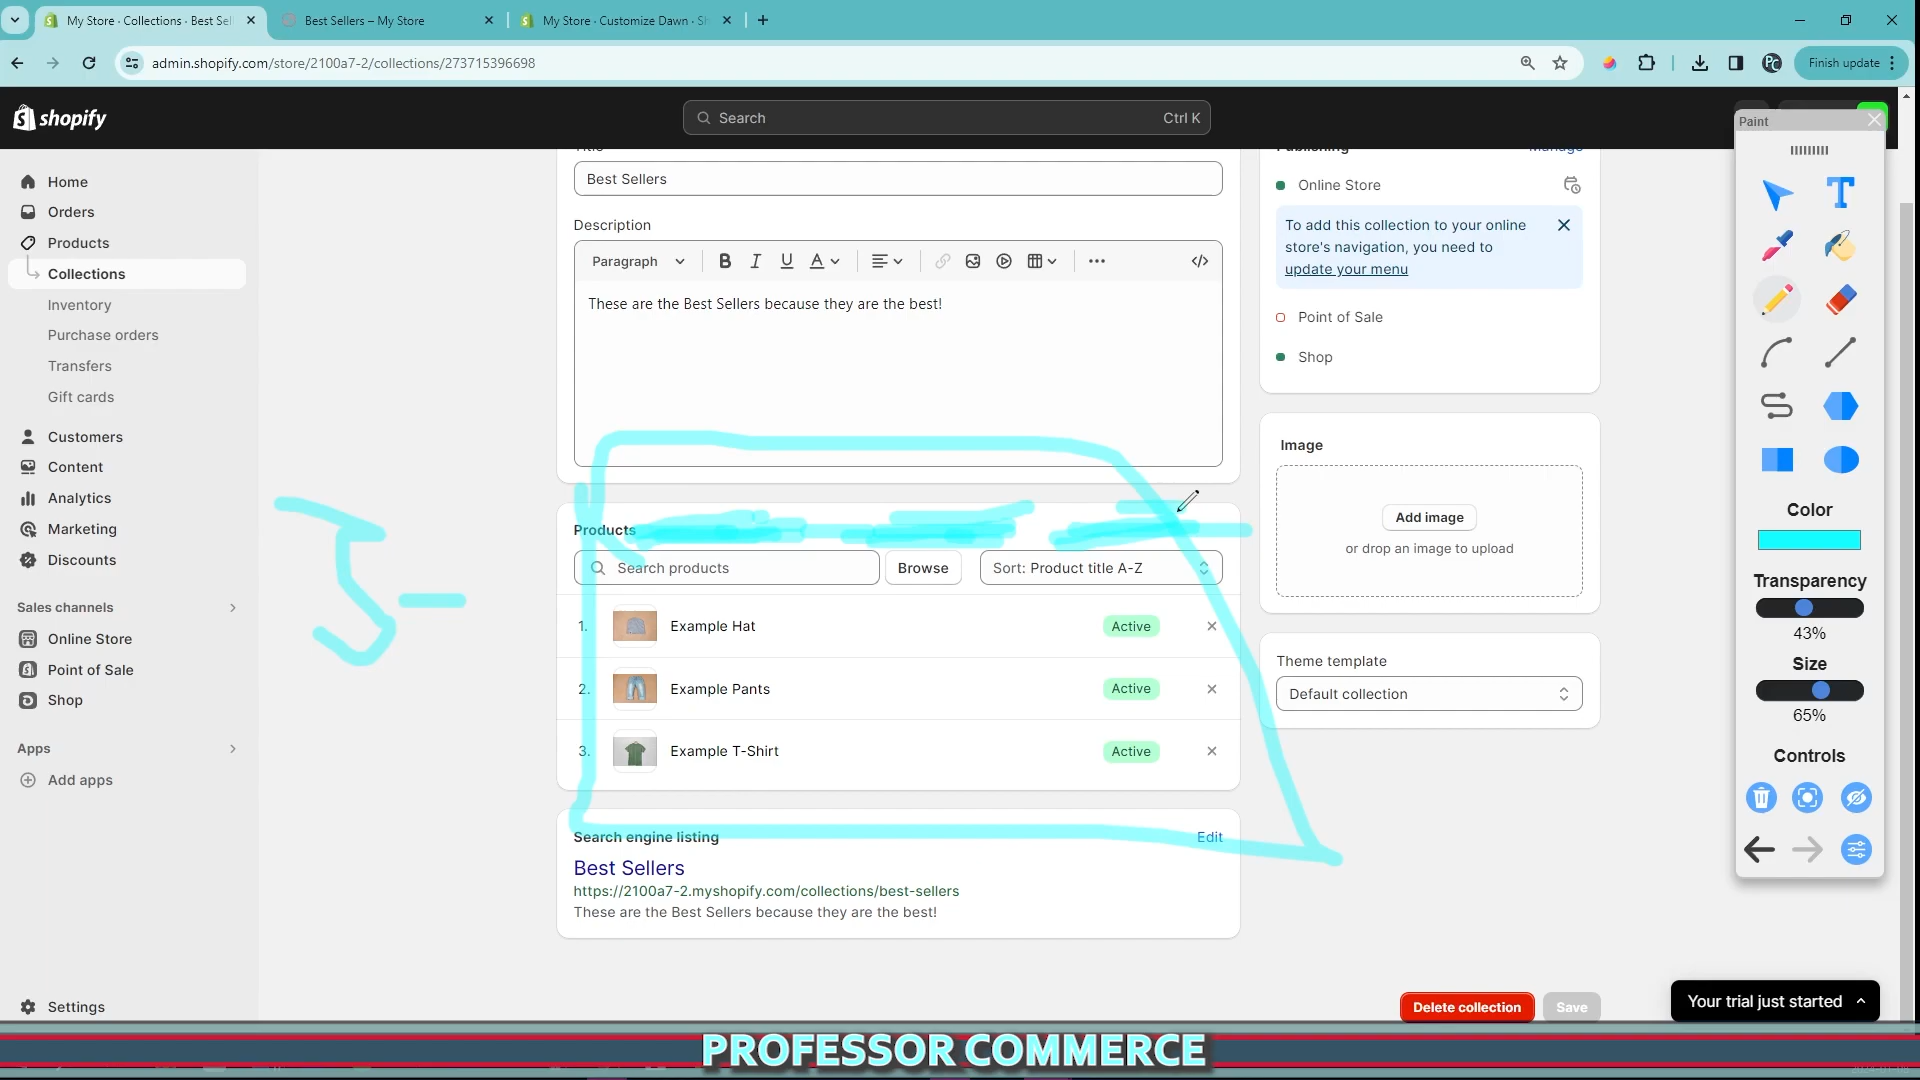 My Store · Collections · Best Sell
Best Sellers – My Store
My Store · Customize Dawn · Sh
admin.shopify.com/store/2100a7-2/collections/273715396698
Finish update
shopify
Search
Ctrl K
Paint
Home
Orders
Products
Collections
Inventory
Purchase orders
Transfers
Gift cards
Customers
Content
Analytics
Marketing
Discounts
Sales channels
Online Store
Point of Sale
Shop
Apps
Add apps
Settings
Title
Best Sellers
Description
Paragraph
B I U A
These are the Best Sellers because they are the best!
Products
Search products
Browse
Sort: Product title A-Z
1. Example Hat Active
2. Example Pants Active
3. Example T-Shirt Active
Search engine listing
Edit
Best Sellers
https://2100a7-2.myshopify.com/collections/best-sellers
These are the Best Sellers because they are the best!
Publishing
Manage
Online Store
To add this collection to your online
store's navigation, you need to
update your menu
Point of Sale
Shop
Image
Add image
or drop an image to upload
Theme template
Default collection
Delete collection
Save
Color
Transparency
43%
Size
65%
Controls
Your trial just started
PROFESSOR COMMERCE